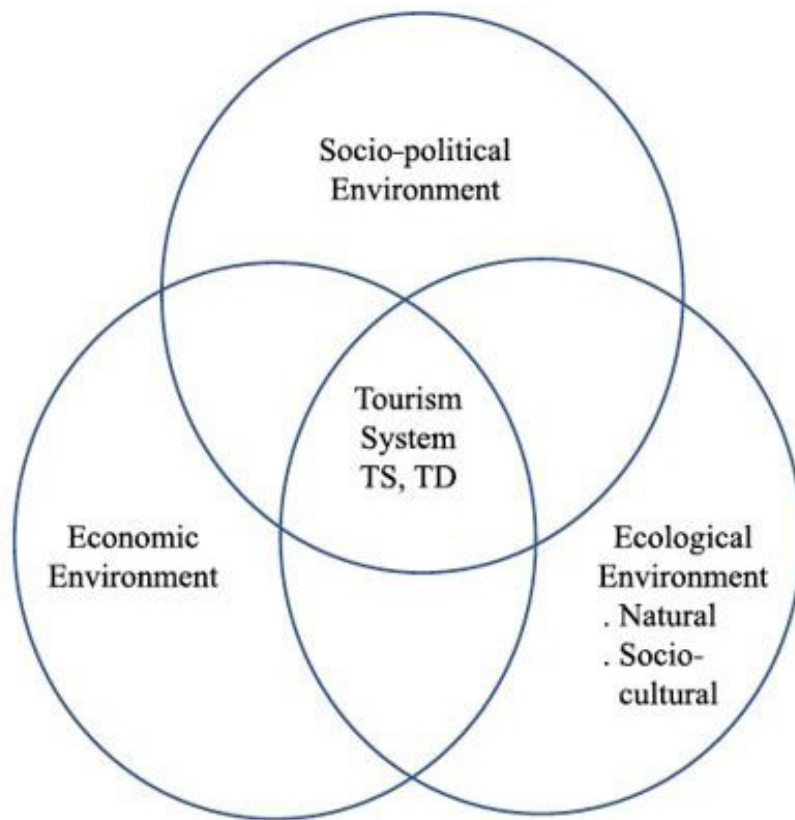 Socio-political
Environment
Tourism
System
TS, TD
Economic
Environment
Ecological
Environment
. Natural
. Socio-
cultural